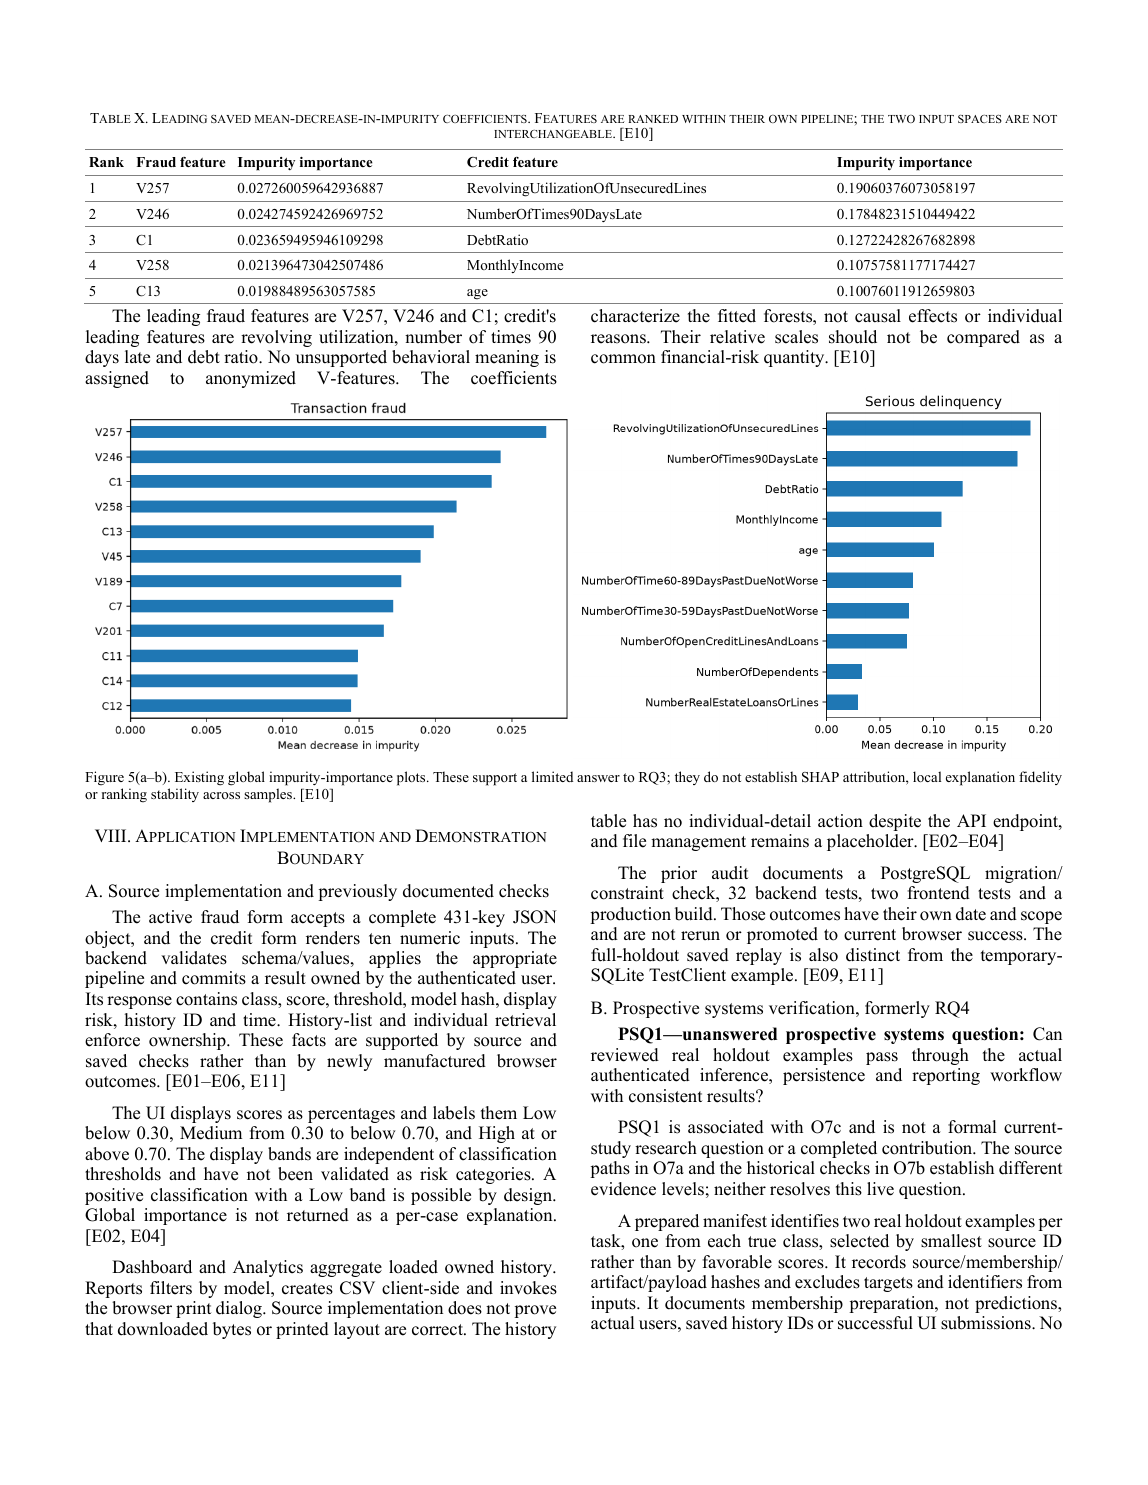 TABLE X. LEADING SAVED MEAN-DECREASE-IN-IMPURITY COEFFICIENTS. FEATURES ARE RANKED WITHIN THEIR OWN PIPELINE; THE TWO INPUT SPACES ARE NOT
INTERCHANGEABLE. [E10]
Rank Fraud feature Impurity importance Credit feature Impurity importance
1 V257 0.027260059642936887 RevolvingUtilizationOfUnsecuredLines 0.19060376073058197
2 V246 0.024274592426969752 NumberOfTimes90DaysLate 0.17848231510449422
3 C1 0.023659495946109298 DebtRatio 0.12722428267682898
4 V258 0.021396473042507486 MonthlyIncome 0.10757581177174427
5 C13 0.01988489563057585 age 0.10076011912659803
The leading fraud features are V257, V246 and C1; credit's
leading features are revolving utilization, number of times 90
days late and debt ratio. No unsupported behavioral meaning is
assigned to anonymized V-features. The coefficients
characterize the fitted forests, not causal effects or individual
reasons. Their relative scales should not be compared as a
common financial-risk quantity. [E10]
Transaction fraud
V257
V246
C1
V258
C13
V45
V189
C7
V201
C11
C14
C12
0.000 0.005 0.010 0.015 0.020 0.025
Mean decrease in impurity
Serious delinquency
RevolvingUtilizationOfUnsecuredLines
NumberOfTimes90DaysLate
DebtRatio
MonthlyIncome
age
NumberOfTime60-89DaysPastDueNotWorse
NumberOfTime30-59DaysPastDueNotWorse
NumberOfOpenCreditLinesAndLoans
NumberOfDependents
NumberRealEstateLoansOrLines
0.00 0.05 0.10 0.15 0.20
Mean decrease in impurity
Figure 5(a–b). Existing global impurity-importance plots. These support a limited answer to RQ3; they do not establish SHAP attribution, local explanation fidelity
or ranking stability across samples. [E10]
VIII. APPLICATION IMPLEMENTATION AND DEMONSTRATION
BOUNDARY
A. Source implementation and previously documented checks
The active fraud form accepts a complete 431-key JSON
object, and the credit form renders ten numeric inputs. The
backend validates schema/values, applies the appropriate
pipeline and commits a result owned by the authenticated user.
Its response contains class, score, threshold, model hash, display
risk, history ID and time. History-list and individual retrieval
enforce ownership. These facts are supported by source and
saved checks rather than by newly manufactured browser
outcomes. [E01–E06, E11]
The UI displays scores as percentages and labels them Low
below 0.30, Medium from 0.30 to below 0.70, and High at or
above 0.70. The display bands are independent of classification
thresholds and have not been validated as risk categories. A
positive classification with a Low band is possible by design.
Global importance is not returned as a per-case explanation.
[E02, E04]
Dashboard and Analytics aggregate loaded owned history.
Reports filters by model, creates CSV client-side and invokes
the browser print dialog. Source implementation does not prove
that downloaded bytes or printed layout are correct. The history
table has no individual-detail action despite the API endpoint,
and file management remains a placeholder. [E02–E04]
The prior audit documents a PostgreSQL migration/
constraint check, 32 backend tests, two frontend tests and a
production build. Those outcomes have their own date and scope
and are not rerun or promoted to current browser success. The
full-holdout saved replay is also distinct from the temporary-
SQLite TestClient example. [E09, E11]
B. Prospective systems verification, formerly RQ4
PSQ1—unanswered prospective systems question: Can
reviewed real holdout examples pass through the actual
authenticated inference, persistence and reporting workflow
with consistent results?
PSQ1 is associated with O7c and is not a formal current-
study research question or a completed contribution. The source
paths in O7a and the historical checks in O7b establish different
evidence levels; neither resolves this live question.
A prepared manifest identifies two real holdout examples per
task, one from each true class, selected by smallest source ID
rather than by favorable scores. It records source/membership/
artifact/payload hashes and excludes targets and identifiers from
inputs. It documents membership preparation, not predictions,
actual users, saved history IDs or successful UI submissions. No